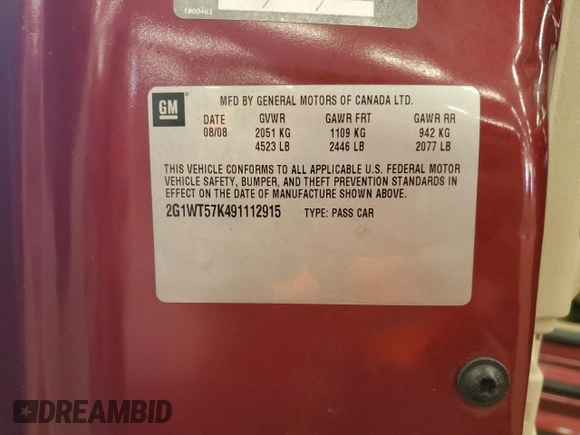 1800463
GM
MFD BY GENERAL MOTORS OF CANADA LTD.
DATE GVWR GAWR FRT GAWR RR
08/08 2051 KG 1109 KG 942 KG
4523 LB 2446 LB 2077 LB
THIS VEHICLE CONFORMS TO ALL APPLICABLE U.S. FEDERAL MOTOR
VEHICLE SAFETY, BUMPER, AND THEFT PREVENTION STANDARDS IN
EFFECT ON THE DATE OF MANUFACTURE SHOWN ABOVE.
2G1WT57K491112915 TYPE: PASS CAR
DREAMBID